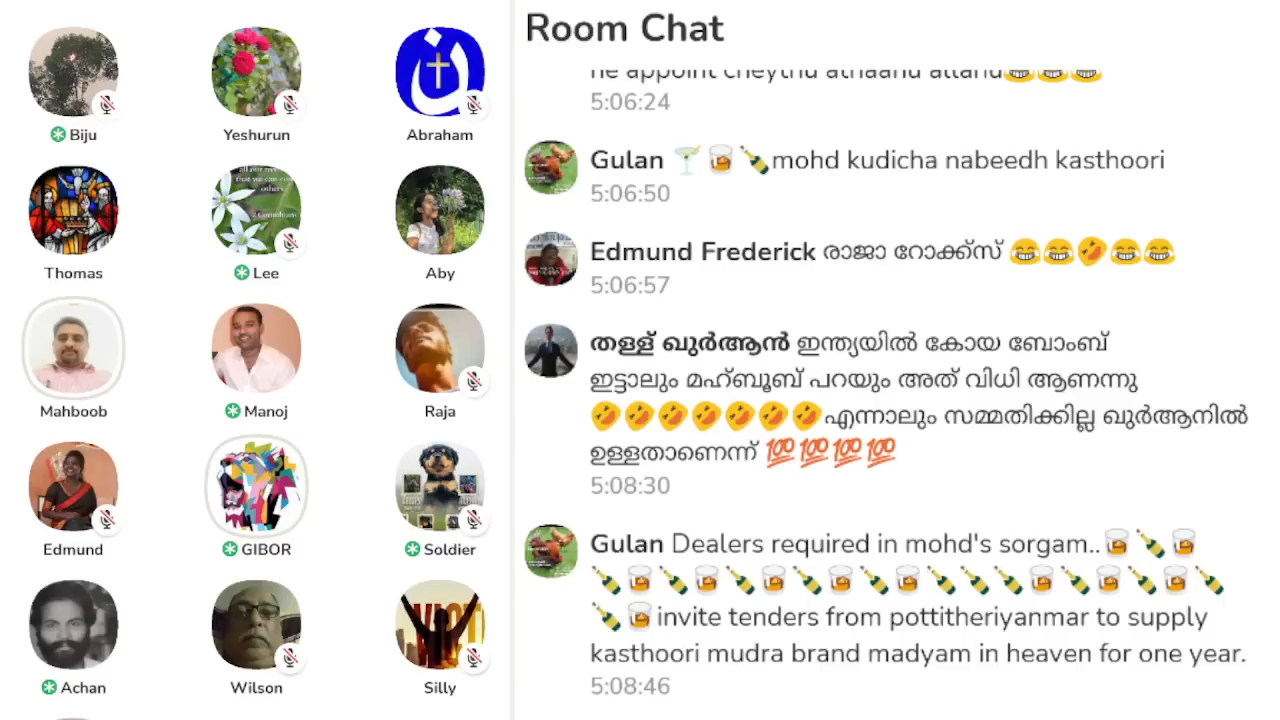 Room Chat
he appoint cheythu athaanu allahu😂😂😂
5:06:24
Gulan 🍸🥃🍾mohd kudicha nabeedh kasthoori
5:06:50
Edmund Frederick രാജാ റോക്ക്സ് 😂😂🤣😂😂
5:06:57
തള്ള് ഖുർആൻ ഇന്ത്യയിൽ കോയ ബോംബ്
ഇട്ടാലും മഹ്ബൂബ് പറയും അത് വിധി ആണന്നു
🤣🤣🤣🤣🤣🤣🤣എന്നാലും സമ്മതിക്കില്ല ഖുർആനിൽ
ഉള്ളതാണെന്ന് 💯💯💯💯
5:08:30
Gulan Dealers required in mohd's sorgam..🥃🍾🥃
🍾🥃🍾🥃🍾🥃🍾🥃🍾🥃🍾🍾🍾🥃🍾🥃🍾🥃🍾
🍾🥃invite tenders from pottitheriyanmar to supply
kasthoori mudra brand madyam in heaven for one year.
5:08:46
Biju
Yeshurun
Abraham
Thomas
Lee
Aby
Mahboob
Manoj
Raja
Edmund
GIBOR
Soldier
Achan
Wilson
Silly